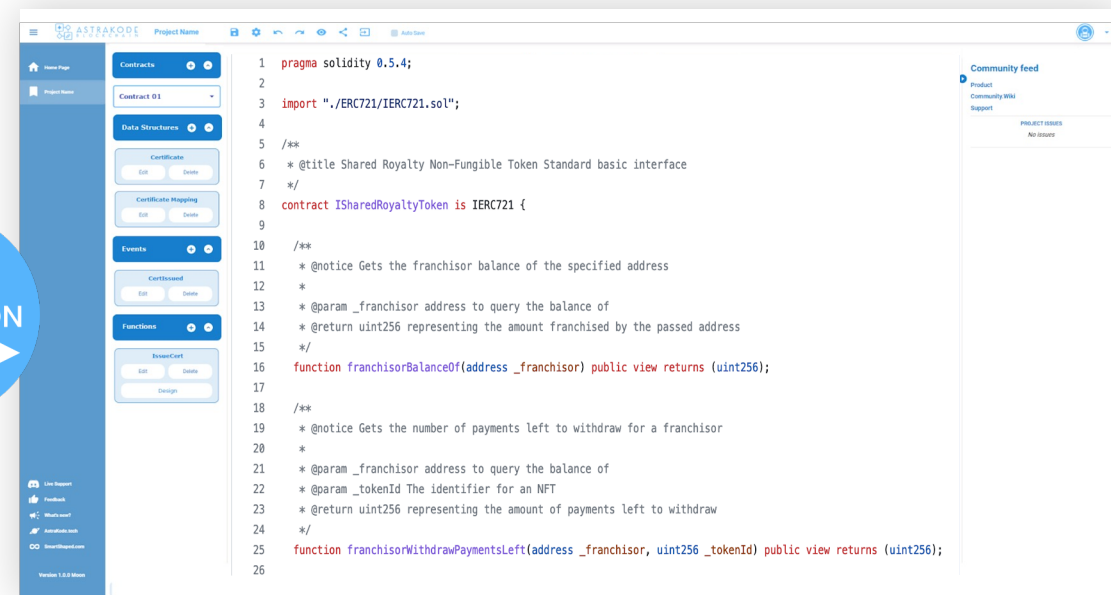 ASTRAKODE
BLOCKCHAIN
Project Name
Auto Save
Home Page
Project Name
Live Support
Feedback
What's new?
AstraKode.tech
SmartShaped.com
Version 1.0.0 Moon
ON
Contracts
Contract 01
Data Structures
Certificate
Edit Delete
Certificate Mapping
Edit Delete
Events
CertIssued
Edit Delete
Functions
IssueCert
Edit Delete
Design
1 pragma solidity 0.5.4;
2
3 import "./ERC721/IERC721.sol";
4
5 /**
6 * @title Shared Royalty Non-Fungible Token Standard basic interface
7 */
8 contract ISharedRoyaltyToken is IERC721 {
9
10 /**
11 * @notice Gets the franchisor balance of the specified address
12 *
13 * @param _franchisor address to query the balance of
14 * @return uint256 representing the amount franchised by the passed address
15 */
16 function franchisorBalanceOf(address _franchisor) public view returns (uint256);
17
18 /**
19 * @notice Gets the number of payments left to withdraw for a franchisor
20 *
21 * @param _franchisor address to query the balance of
22 * @param _tokenId The identifier for an NFT
23 * @return uint256 representing the amount of payments left to withdraw
24 */
25 function franchisorWithdrawPaymentsLeft(address _franchisor, uint256 _tokenId) public view returns (uint256);
26
Community feed
Product
Community Wiki
Support
PROJECT ISSUES
No issues